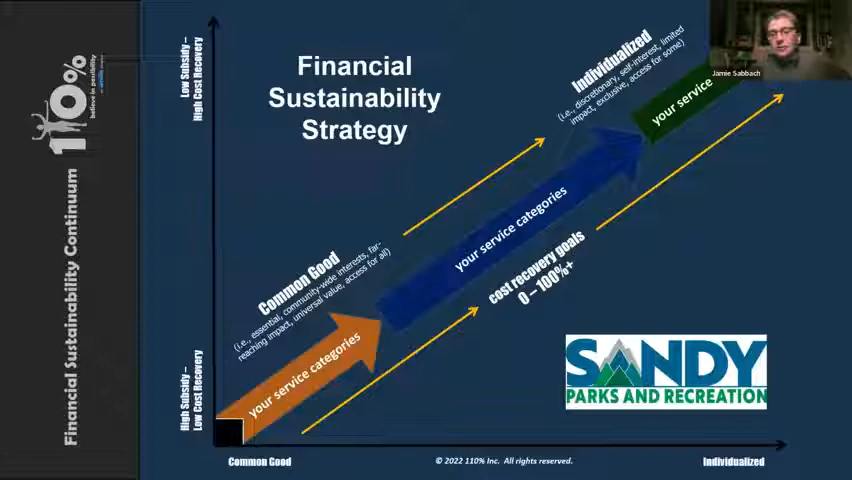 Financial
Sustainability
Strategy
Jamie Sabbach
Low Subsidy –
High Cost Recovery
110%
believe in possibility
Financial Sustainability Continuum
Individualized
(i.e., discretionary, self-interest, limited
impact, exclusive, access for some)
your service
your service categories
Common Good
(i.e., essential, community-wide interests, far-
reaching impact, universal value, access for all)
your service categories
cost recovery goals
0 – 100%+
SANDY
PARKS AND RECREATION
High Subsidy –
Low Cost Recovery
Common Good
© 2022 110% Inc. All rights reserved.
Individualized